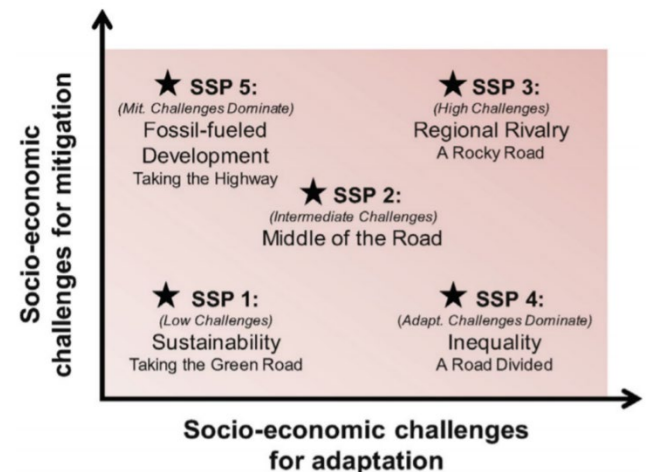 Socio-economic
challenges for mitigation
★ SSP 5:
(Mit. Challenges Dominate)
Fossil-fueled
Development
Taking the Highway
★ SSP 3:
(High Challenges)
Regional Rivalry
A Rocky Road
★ SSP 2:
(Intermediate Challenges)
Middle of the Road
★ SSP 1:
(Low Challenges)
Sustainability
Taking the Green Road
★ SSP 4:
(Adapt. Challenges Dominate)
Inequality
A Road Divided
Socio-economic challenges
for adaptation